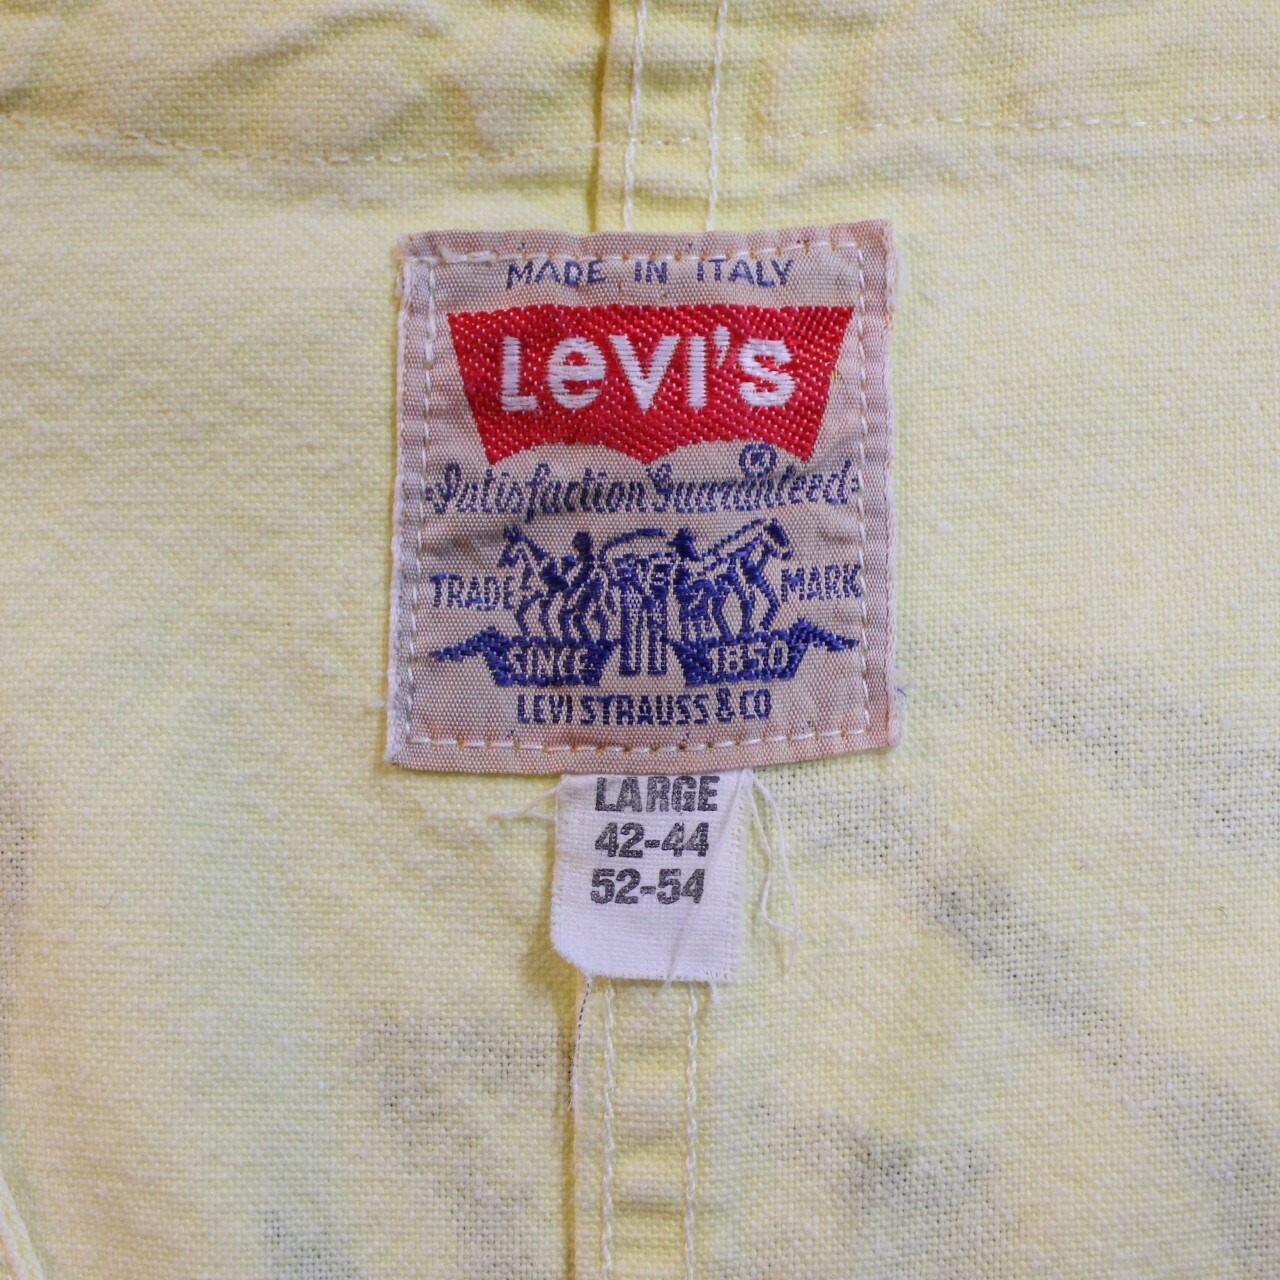 MADE IN ITALY
Levi's
®
Satisfaction Guaranteed
TRADE MARK
SINCE 1850
LEVI STRAUSS & CO
LARGE
42-44
52-54